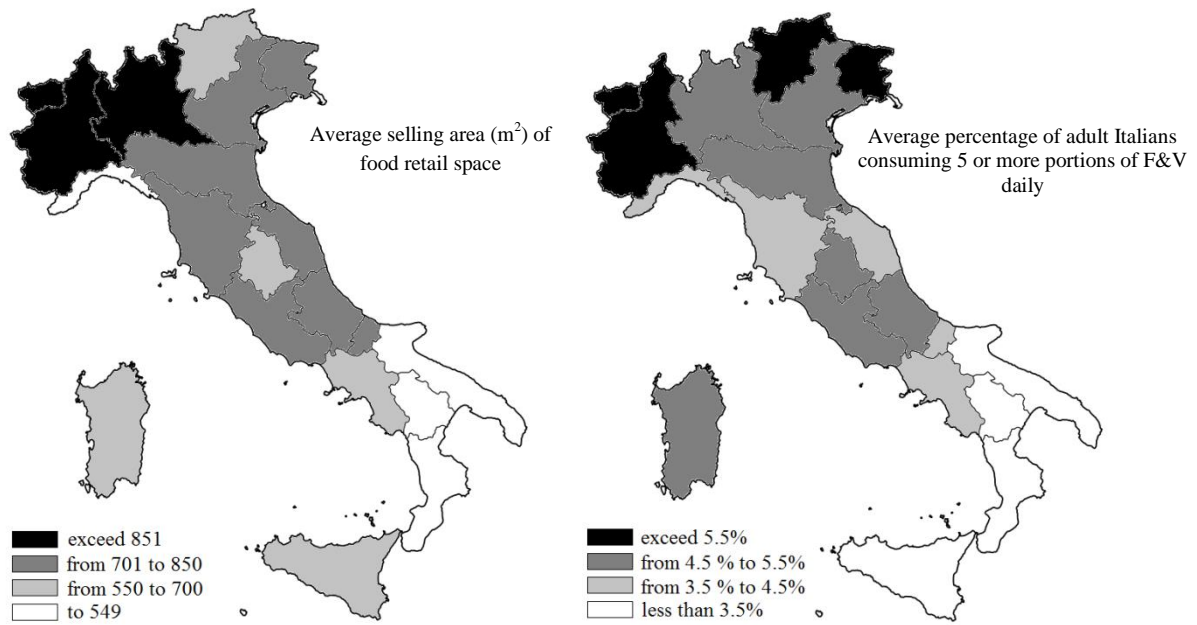 Average selling area (m²) of
food retail space
exceed 851
from 701 to 850
from 550 to 700
to 549
Average percentage of adult Italians
consuming 5 or more portions of F&V
daily
exceed 5.5%
from 4.5 % to 5.5%
from 3.5 % to 4.5%
less than 3.5%